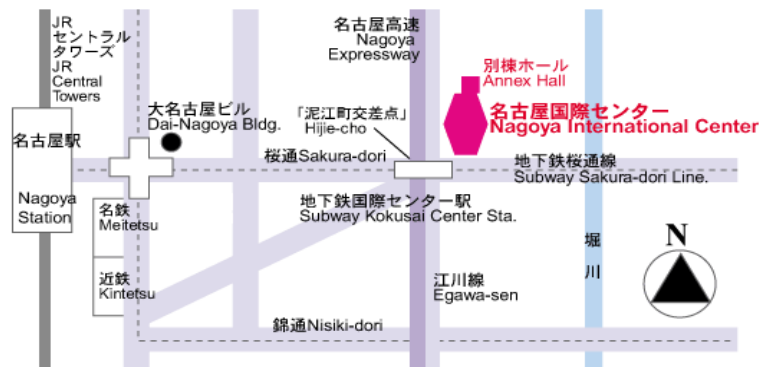 JR
セントラル
タワーズ
JR
Central
Towers
名古屋駅
Nagoya
Station
大名古屋ビル
Dai-Nagoya Bldg.
名古屋高速
Nagoya
Expressway
「泥江町交差点」
Hijie-cho
別棟ホール
Annex Hall
名古屋国際センター
Nagoya International Center
桜通Sakura-dori
地下鉄桜通線
Subway Sakura-dori Line.
地下鉄国際センター駅
Subway Kokusai Center Sta.
名鉄
Meitetsu
近鉄
Kintetsu
江川線
Egawa-sen
堀川
N
錦通Nisiki-dori